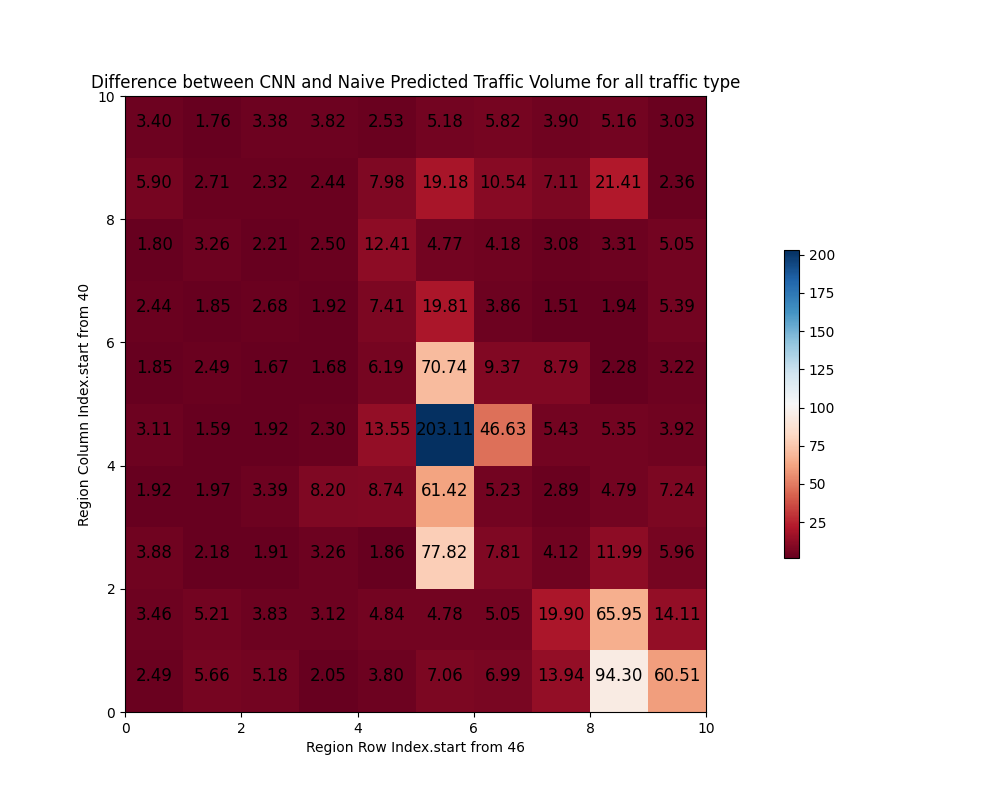 Difference between CNN and Naive Predicted Traffic Volume for all traffic type
10
3.40 1.76 3.38 3.82 2.53 5.18 5.82 3.90 5.16 3.03
5.90 2.71 2.32 2.44 7.98 19.18 10.54 7.11 21.41 2.36
8
1.80 3.26 2.21 2.50 12.41 4.77 4.18 3.08 3.31 5.05
2.44 1.85 2.68 1.92 7.41 19.81 3.86 1.51 1.94 5.39
6
1.85 2.49 1.67 1.68 6.19 70.74 9.37 8.79 2.28 3.22
3.11 1.59 1.92 2.30 13.55 203.11 46.63 5.43 5.35 3.92
4
1.92 1.97 3.39 8.20 8.74 61.42 5.23 2.89 4.79 7.24
3.88 2.18 1.91 3.26 1.86 77.82 7.81 4.12 11.99 5.96
2
3.46 5.21 3.83 3.12 4.84 4.78 5.05 19.90 65.95 14.11
2.49 5.66 5.18 2.05 3.80 7.06 6.99 13.94 94.30 60.51
0
0 2 4 6 8 10
Region Row Index.start from 46
Region Column Index.start from 40
200
175
150
125
100
75
50
25